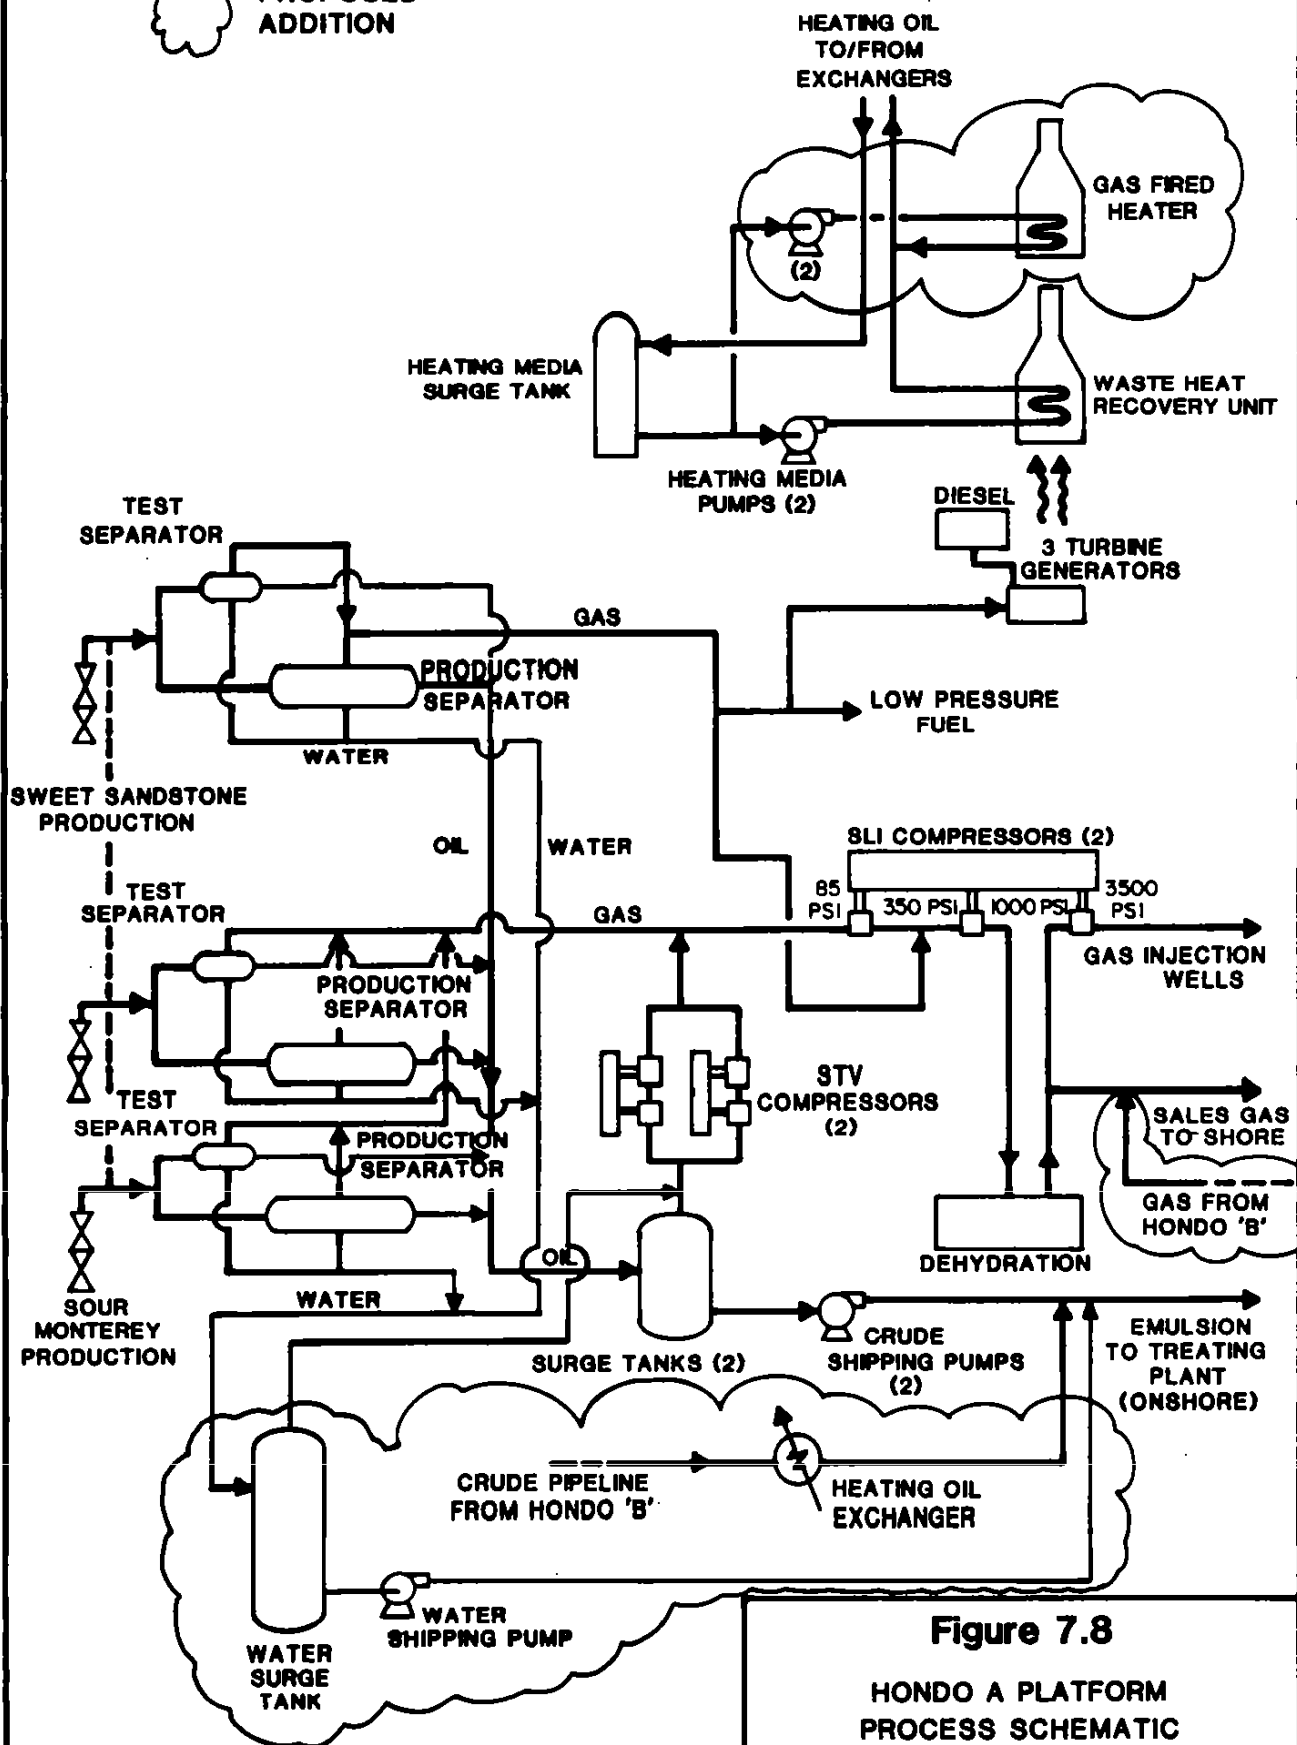 ADDITION
HEATING OIL
TO/FROM
EXCHANGERS
GAS FIRED
HEATER
(2)
HEATING MEDIA
SURGE TANK
WASTE HEAT
RECOVERY UNIT
HEATING MEDIA
PUMPS (2)
DIESEL
3 TURBINE
GENERATORS
TEST
SEPARATOR
GAS
PRODUCTION
SEPARATOR
LOW PRESSURE
FUEL
WATER
SWEET SANDSTONE
PRODUCTION
OIL
WATER
SLI COMPRESSORS (2)
85
PSI
350 PSI
1000 PSI
3500
PSI
TEST
SEPARATOR
GAS
GAS INJECTION
WELLS
PRODUCTION
SEPARATOR
STV
COMPRESSORS
(2)
TEST
SEPARATOR
PRODUCTION
SEPARATOR
SALES GAS
TO SHORE
GAS FROM
HONDO 'B'
DEHYDRATION
OIL
WATER
SOUR
MONTEREY
PRODUCTION
SURGE TANKS (2)
CRUDE
SHIPPING PUMPS
(2)
EMULSION
TO TREATING
PLANT
(ONSHORE)
CRUDE PIPELINE
FROM HONDO 'B'
HEATING OIL
EXCHANGER
WATER
SHIPPING PUMP
WATER
SURGE
TANK
Figure 7.8
HONDO A PLATFORM
PROCESS SCHEMATIC